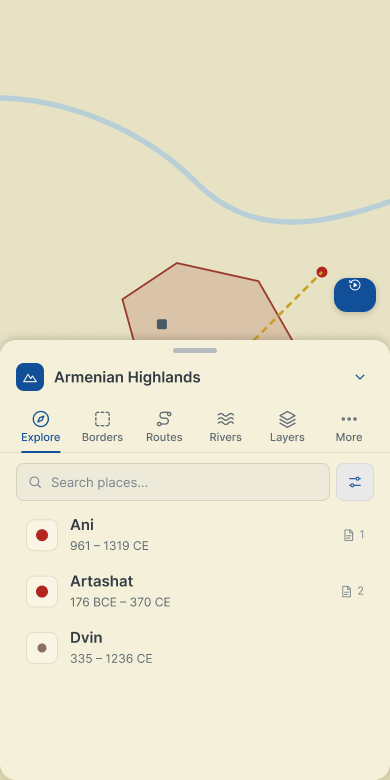 Armenian Highlands
Explore
Borders
Routes
Rivers
Layers
More
Search places...
Ani
961 – 1319 CE
1
Artashat
176 BCE – 370 CE
2
Dvin
335 – 1236 CE